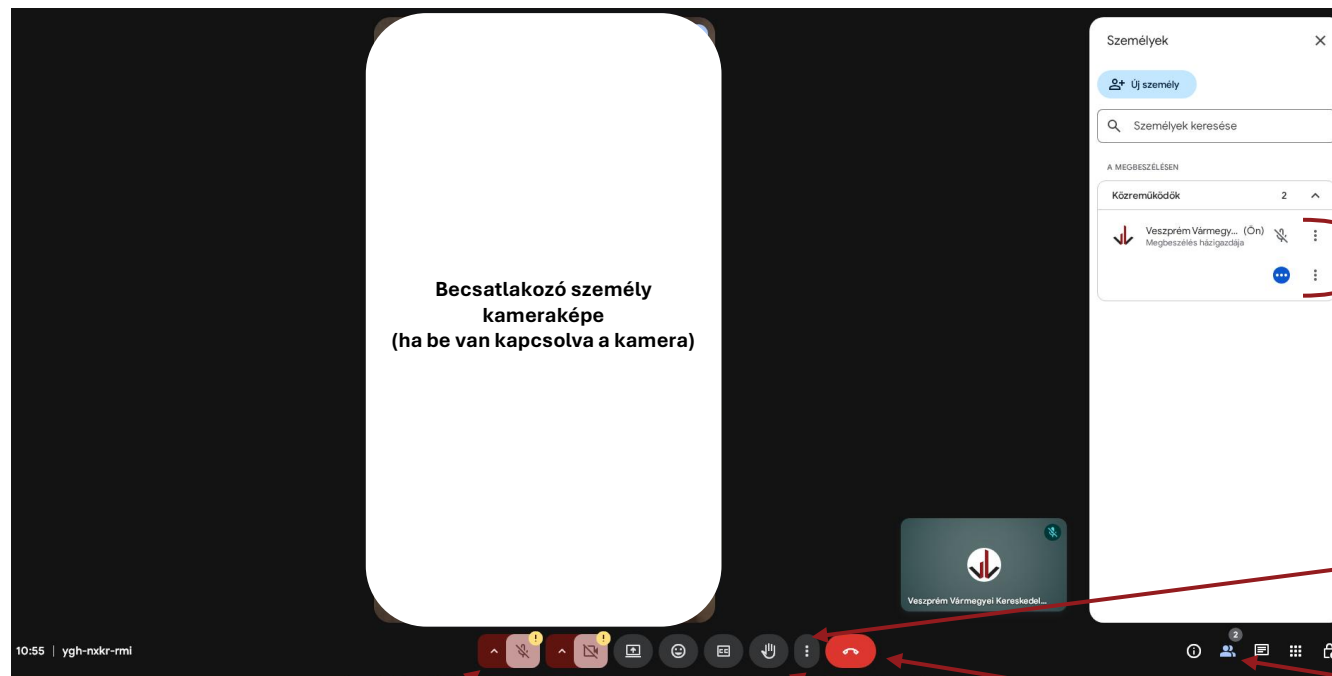 Személyek
Új személy
Személyek keresése
A MEGBESZÉLÉSEN
Közreműködők 2
Veszprém Vármegy... (Ön)
Megbeszélés házigazdája
Becsatlakozó személy
kameraképe
(ha be van kapcsolva a kamera)
Veszprém Vármegyei Kereskedel...
10:55 | ygh-nxkr-rmi
! ! CC 2